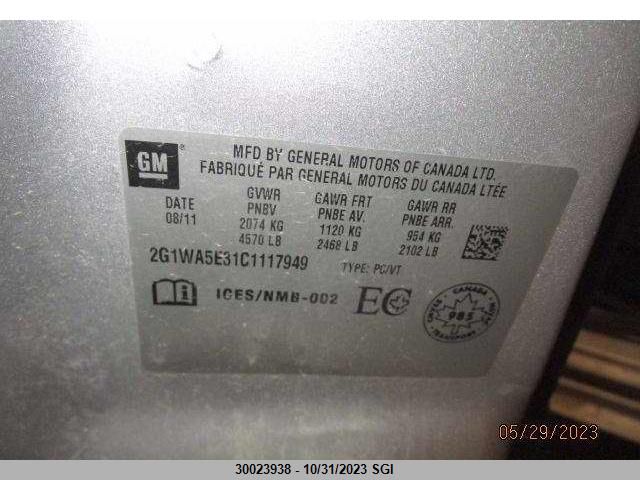 GM
MFD BY GENERAL MOTORS OF CANADA LTD.
FABRIQUÉ PAR GENERAL MOTORS DU CANADA LTÉE
DATE GVWR GAWR FRT GAWR RR
08/11 PNBV PNBE AV. PNBE ARR.
2074 KG 1120 KG 954 KG
4570 LB 2468 LB 2102 LB
2G1WA5E31C1117949 TYPE: PC/VT
ICES/NMB-002 EC
CANADA
985
TRANSPORT
05/29/2023
30023938 - 10/31/2023 SGI